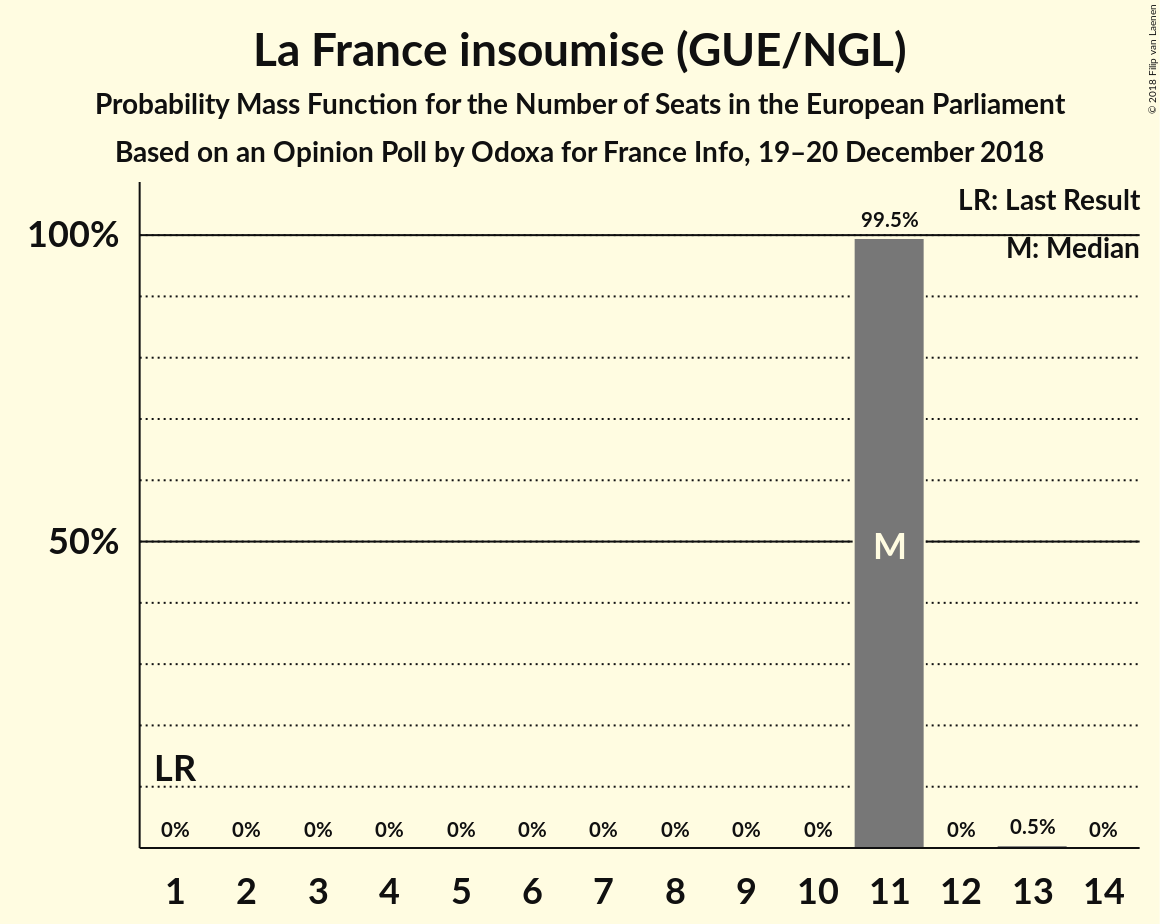 La France insoumise (GUE/NGL)
Probability Mass Function for the Number of Seats in the European Parliament
Based on an Opinion Poll by Odoxa for France Info, 19–20 December 2018
© 2018 Filip van Laenen
LR: Last Result
M: Median
100%
50%
99.5%
M
LR
0% 0% 0% 0% 0% 0% 0% 0% 0% 0% 0% 0.5% 0%
1 2 3 4 5 6 7 8 9 10 11 12 13 14